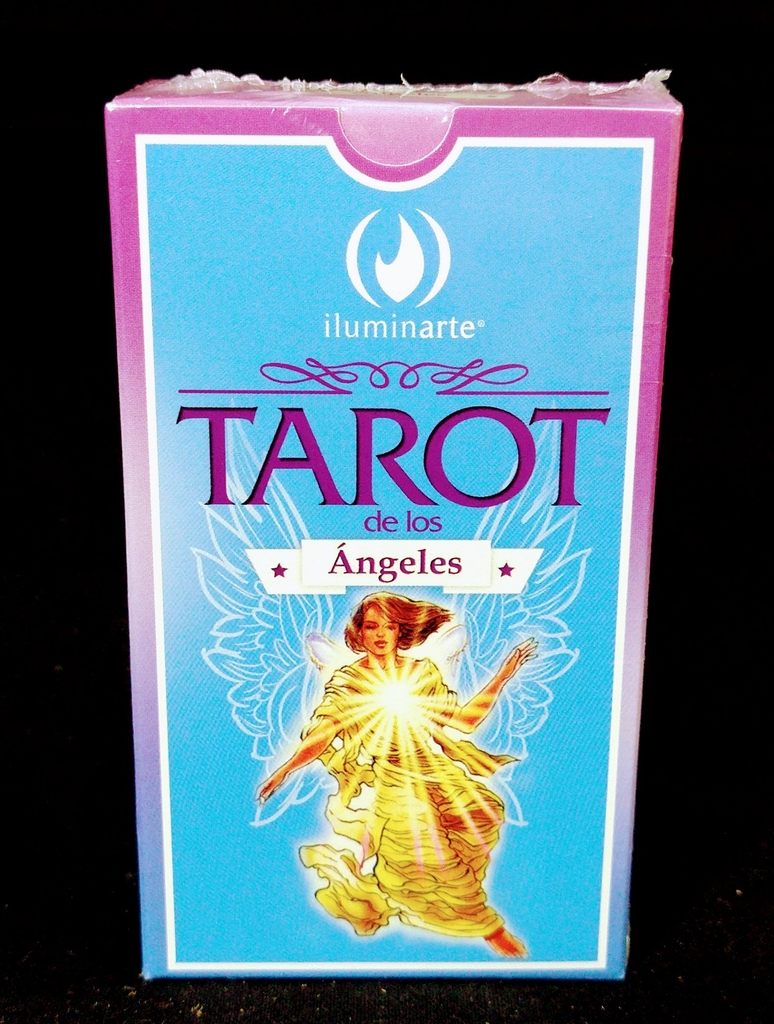 iluminarte®
TAROT
de los
Ángeles